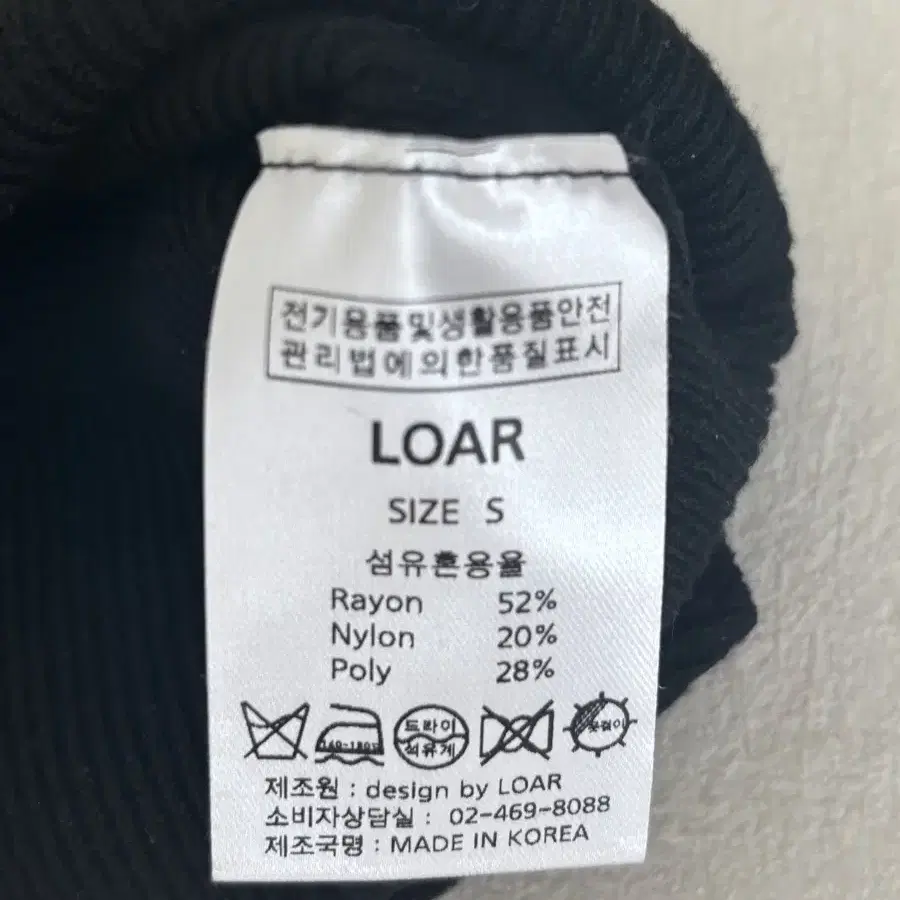 전기용품및생활용품안전
관리법에의한품질표시
LOAR
SIZE S
섬유혼용율
Rayon 52%
Nylon 20%
Poly 28%
드라이
석유계
옷걸이
제조원 : design by LOAR
소비자상담실 : 02-469-8088
제조국명 : MADE IN KOREA